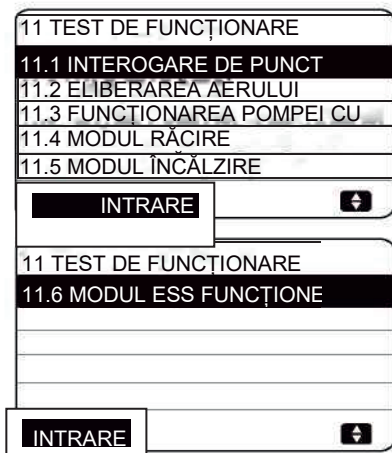 11 TEST DE FUNCȚIONARE
11.1 INTEROGARE DE PUNCT
11.2 ELIBERAREA AERULUI
11.3 FUNCȚIONAREA POMPEI CU
11.4 MODUL RĂCIRE
11.5 MODUL ÎNCĂLZIRE
INTRARE
11 TEST DE FUNCȚIONARE
11.6 MODUL ESS FUNCȚIONE
INTRARE